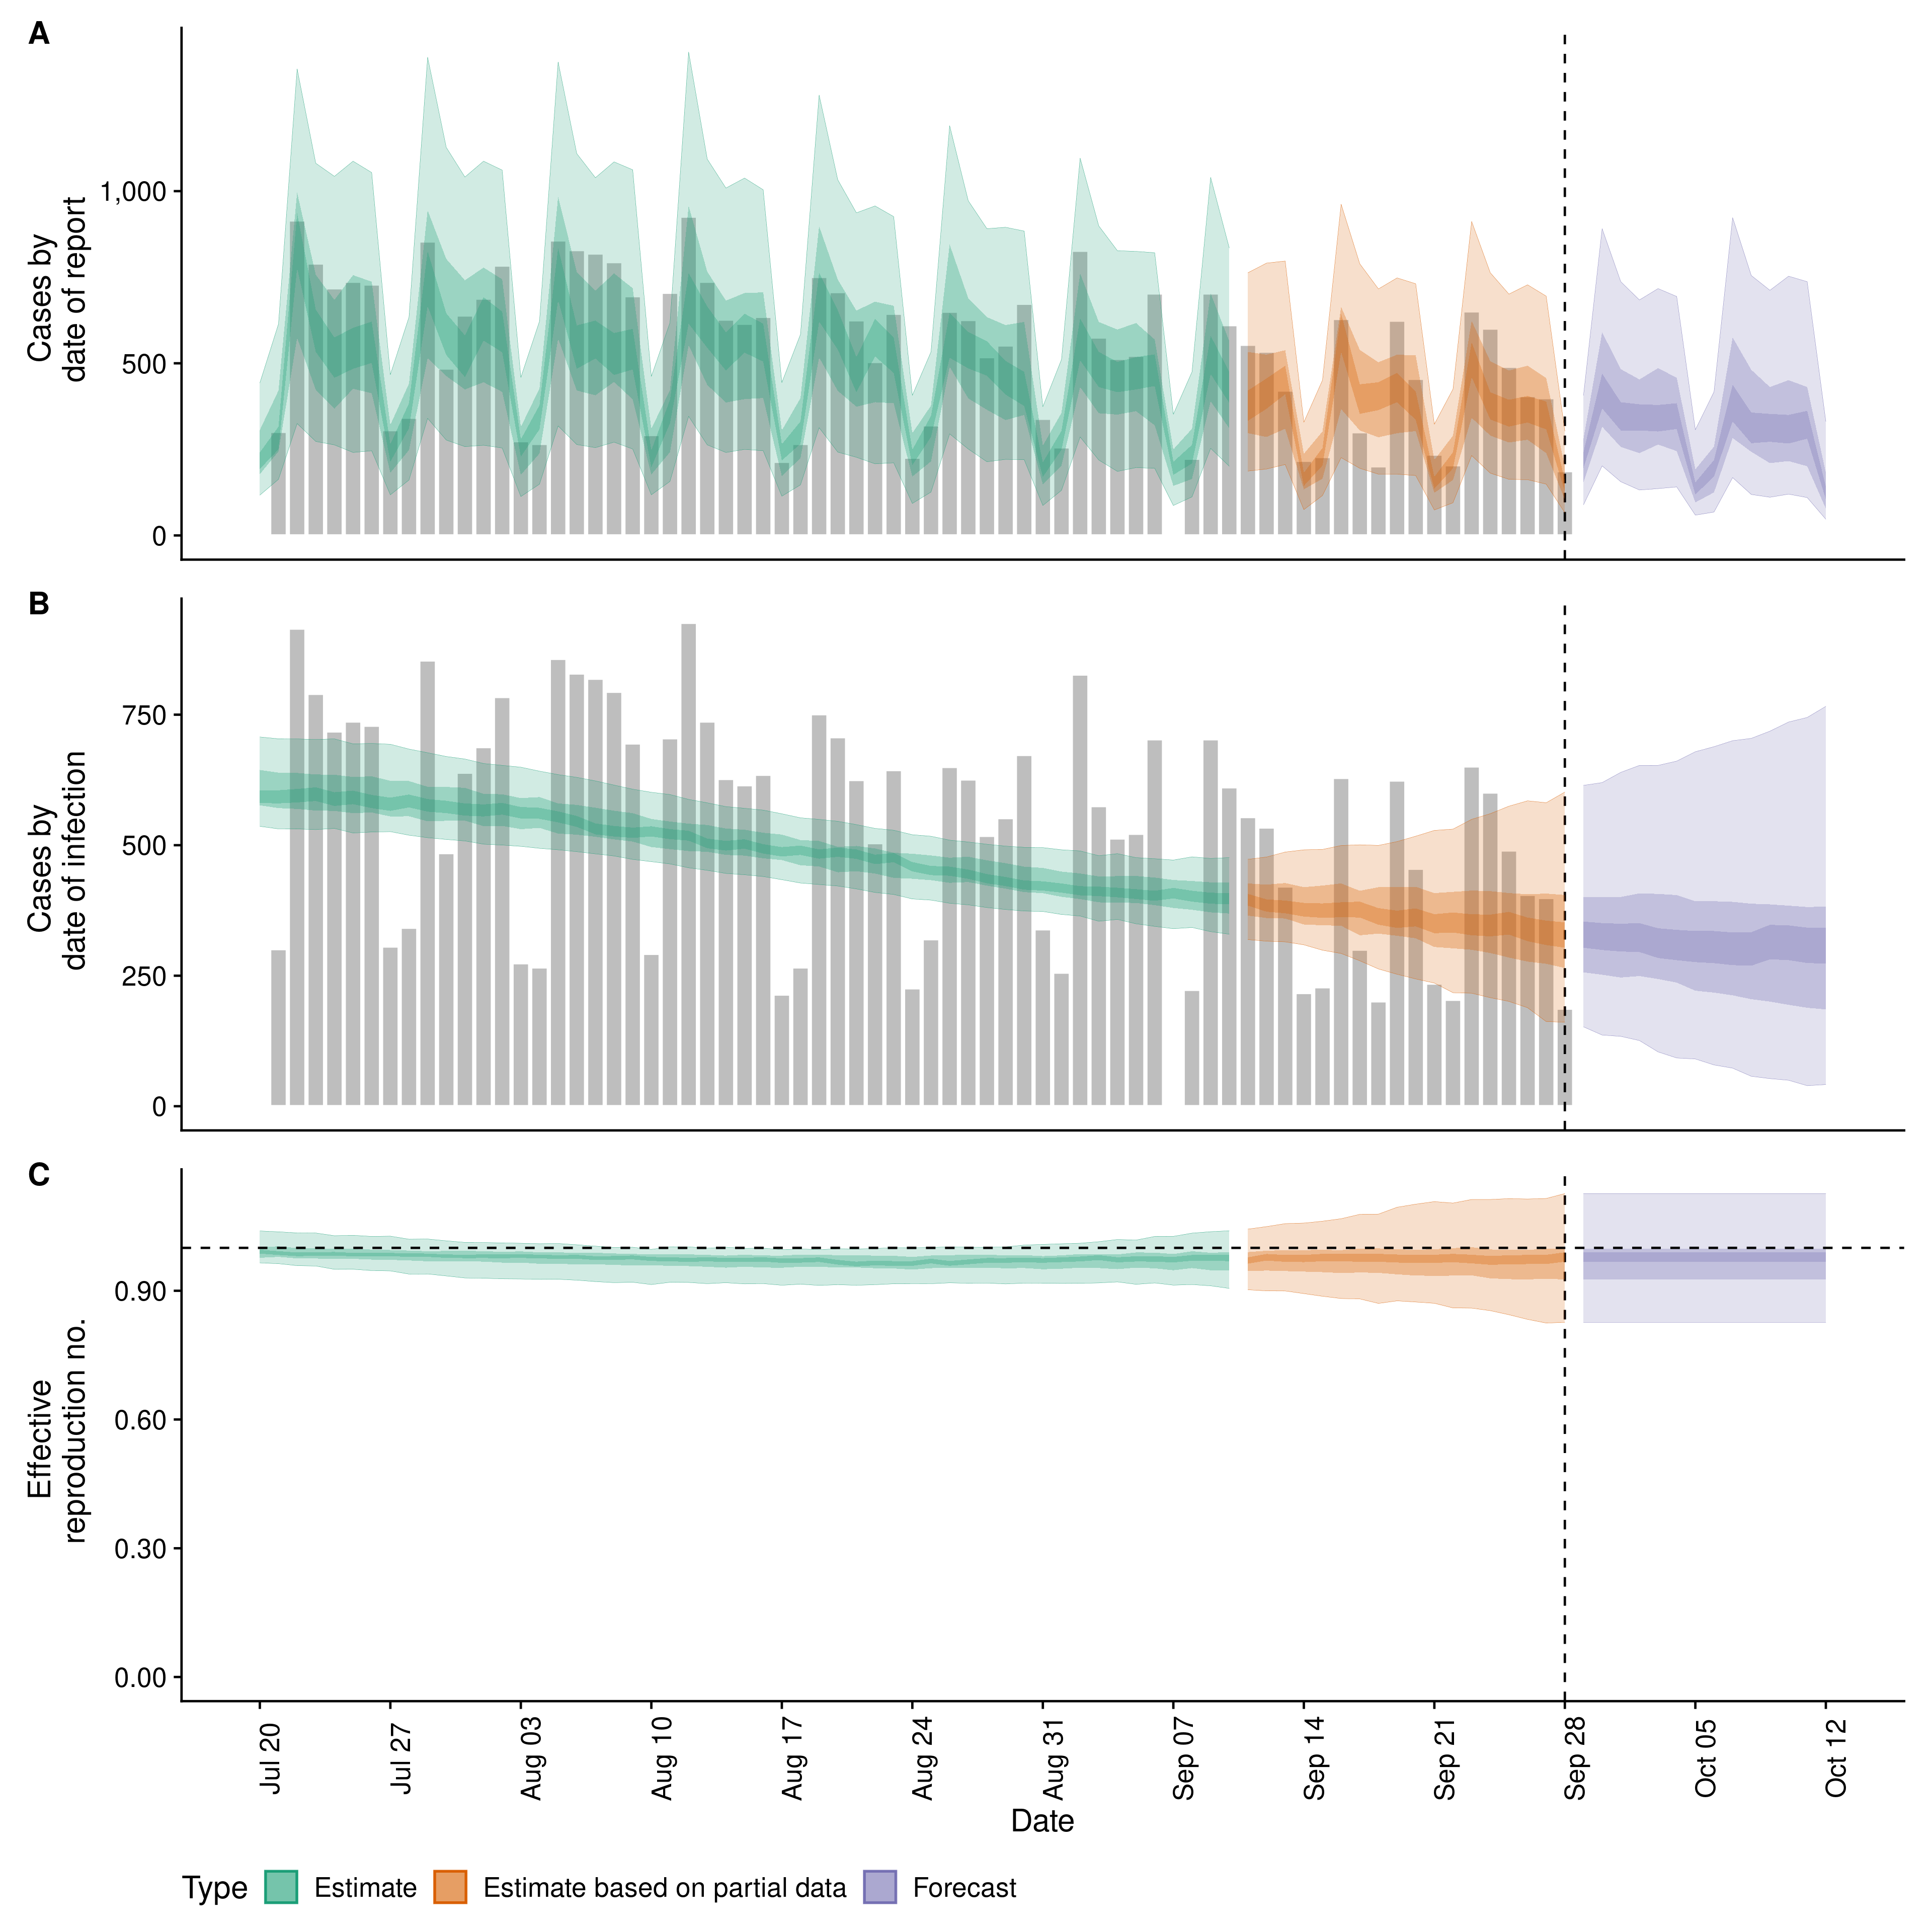 A
Cases by
date of report
1,000
500
0
B
Cases by
date of infection
750
500
250
0
C
Effective
reproduction no.
0.90
0.60
0.30
0.00
Jul 20
Jul 27
Aug 03
Aug 10
Aug 17
Aug 24
Aug 31
Sep 07
Sep 14
Sep 21
Sep 28
Oct 05
Oct 12
Date
Type Estimate Estimate based on partial data Forecast